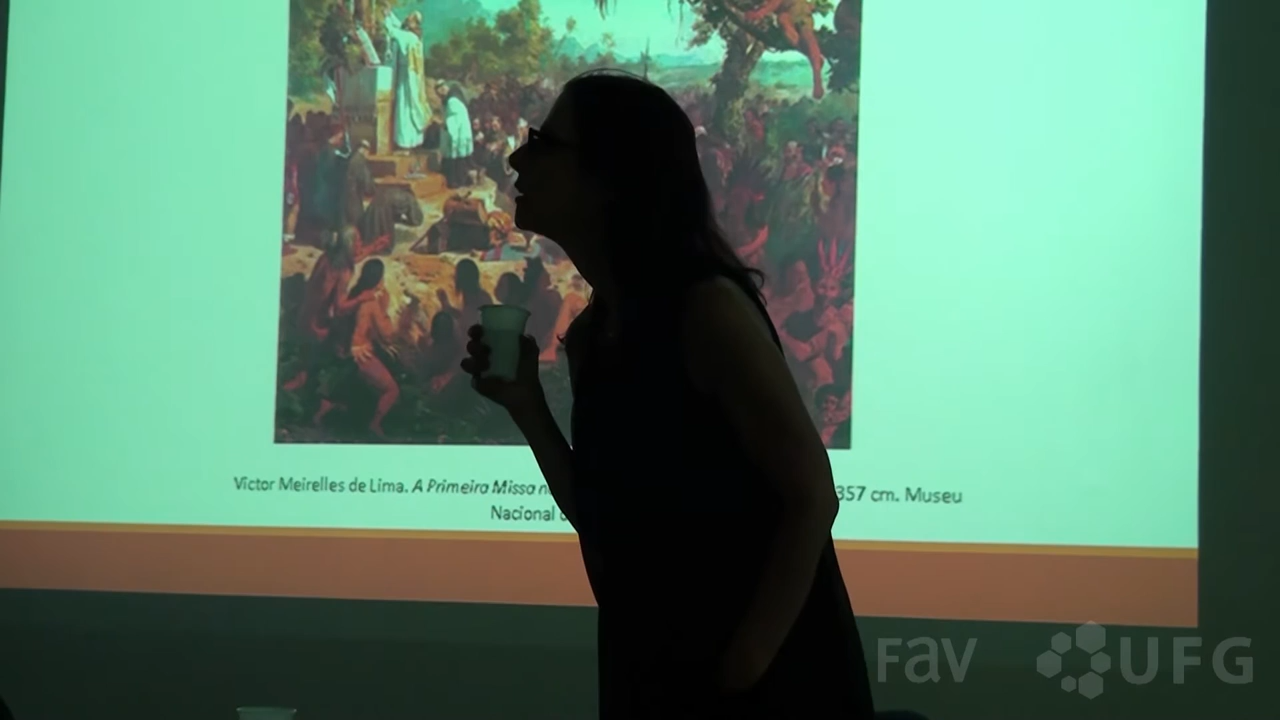 Victor Meirelles de Lima. A Primeira Missa 357 cm. Museu
Nacional
FAV UFG